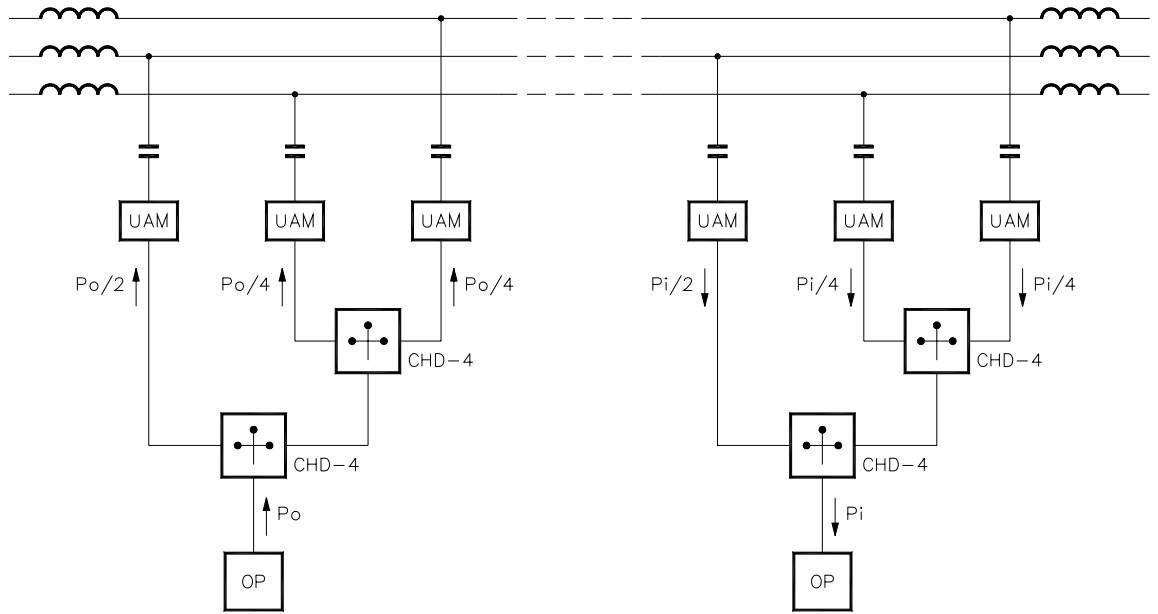 UAM UAM UAM UAM UAM UAM
Po/2 Po/4 Po/4 Pi/2 Pi/4 Pi/4
CHD-4 CHD-4
CHD-4 CHD-4
Po Pi
OP OP